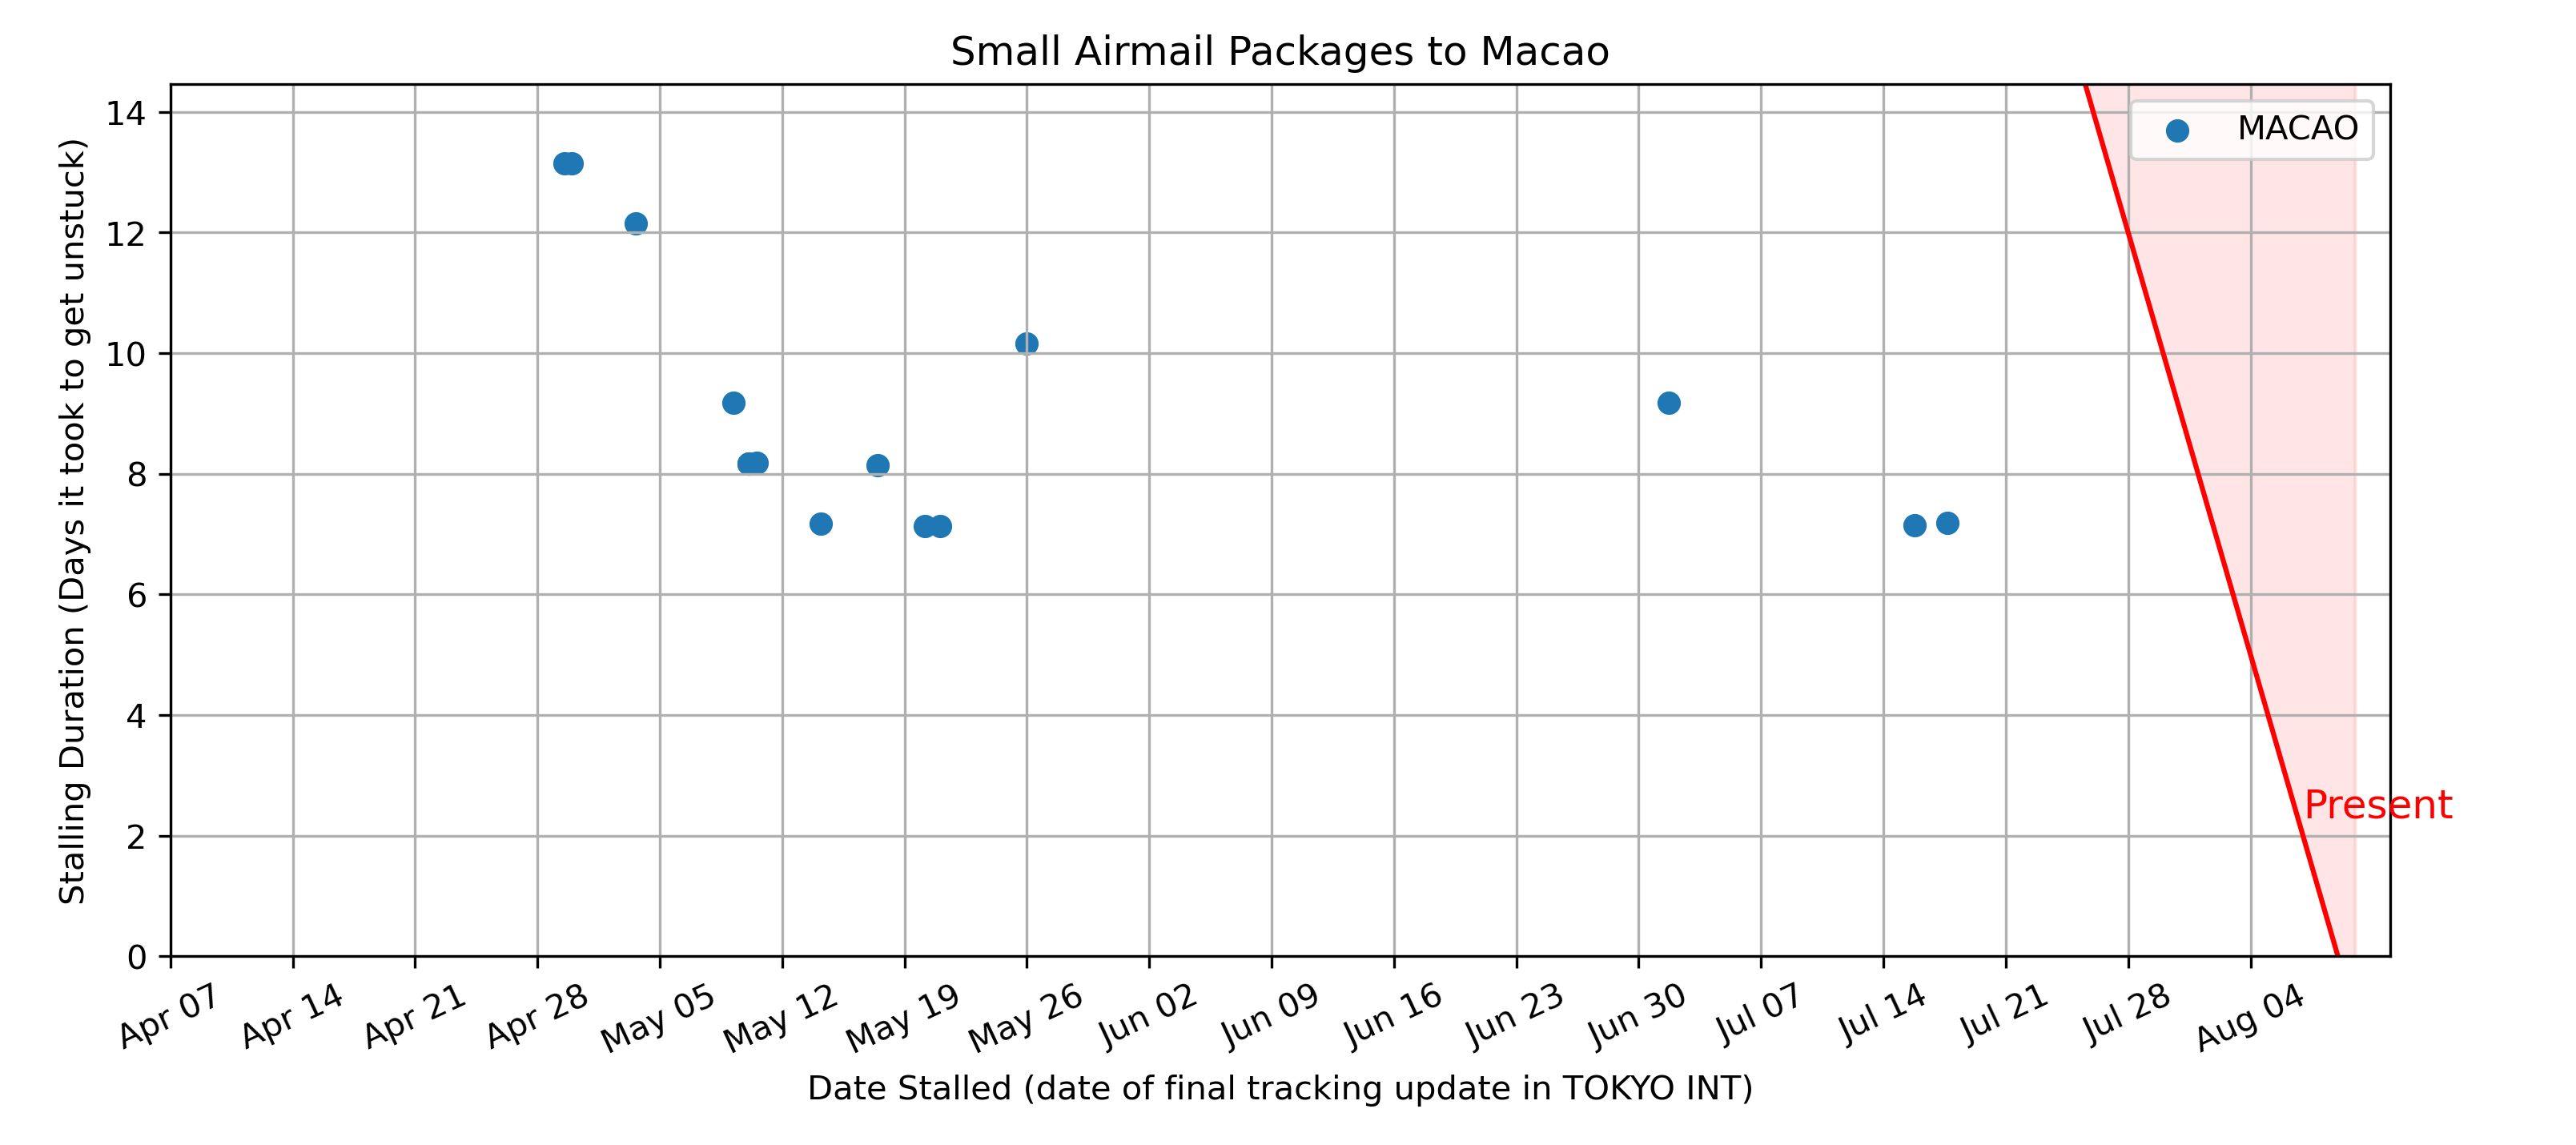 Small Airmail Packages to Macao
MACAO
Stalling Duration (Days it took to get unstuck)
14
12
10
8
6
4
2
0
Present
Apr 07 Apr 14 Apr 21 Apr 28 May 05 May 12 May 19 May 26 Jun 02 Jun 09 Jun 16 Jun 23 Jun 30 Jul 07 Jul 14 Jul 21 Jul 28 Aug 04
Date Stalled (date of final tracking update in TOKYO INT)